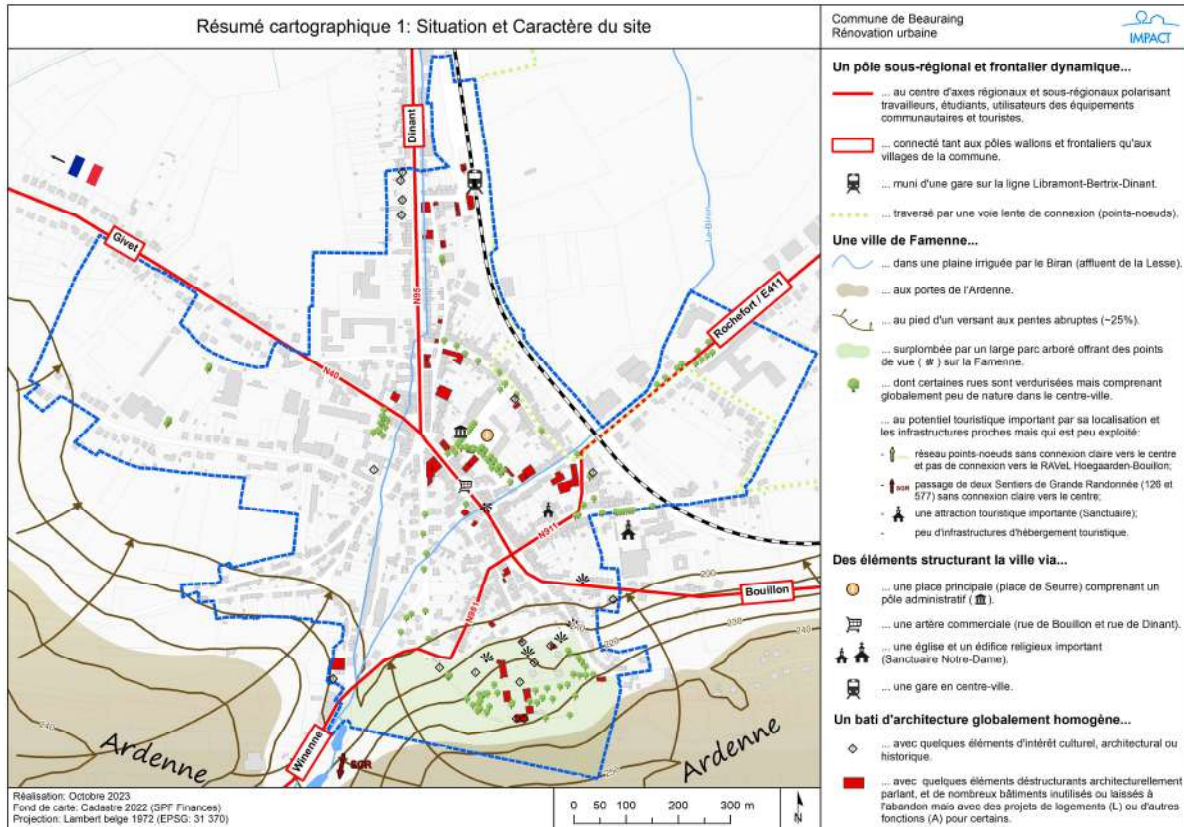 Résumé cartographique 1: Situation et Caractère du site
Commune de Beauraing
Rénovation urbaine
IMPACT
Un pôle sous-régional et frontalier dynamique...
... au centre d'axes régionaux et sous-régionaux polarisant
travailleurs, étudiants, utilisateurs des équipements
communautaires et touristes.
... connecté tant aux pôles wallons et frontaliers qu'aux
villages de la commune.
... muni d'une gare sur la ligne Libramont-Bertrix-Dinant.
... traversé par une voie lente de connexion (points-noeuds).
Une ville de Famenne...
... dans une plaine irriguée par le Biran (affluent de la Lesse).
... aux portes de l'Ardenne.
... au pied d'un versant aux pentes abruptes (~25%).
... surplombée par un large parc arboré offrant des points
de vue ( ) sur la Famenne.
... dont certaines rues sont verdurisées mais comprenant
globalement peu de nature dans le centre-ville.
... au potentiel touristique important par sa localisation et
les infrastructures proches mais qui est peu exploité:
- réseau points-noeuds sans connexion claire vers le centre
et pas de connexion vers le RAVeL Hoegaarden-Bouillon;
- SGR passage de deux Sentiers de Grande Randonnée (126 et
577) sans connexion claire vers le centre;
- une attraction touristique importante (Sanctuaire);
- peu d'infrastructures d'hébergement touristique.
Des éléments structurant la ville via...
... une place principale (place de Seurre) comprenant un
pôle administratif ( ).
... une artère commerciale (rue de Bouillon et rue de Dinant).
... une église et un édifice religieux important
(Sanctuaire Notre-Dame).
... une gare en centre-ville.
Un bati d'architecture globalement homogène...
... avec quelques éléments d'intérêt culturel, architectural ou
historique.
... avec quelques éléments déstructurants architecturellement
parlant, et de nombreux bâtiments inutilisés ou laissés à
l'abandon mais avec des projets de logements (L) ou d'autres
fonctions (A) pour certains.
Dinant
Givet
N95
N40
Le Biran
Rochefort / E411
N911
N981
Bouillon
200
240
220
230
240
240
Winenne
SGR
Ardenne
Ardenne
Réalisation: Octobre 2023
Fond de carte: Cadastre 2022 (SPF Finances)
Projection: Lambert belge 1972 (EPSG: 31 370)
0 50 100 200 300 m
N